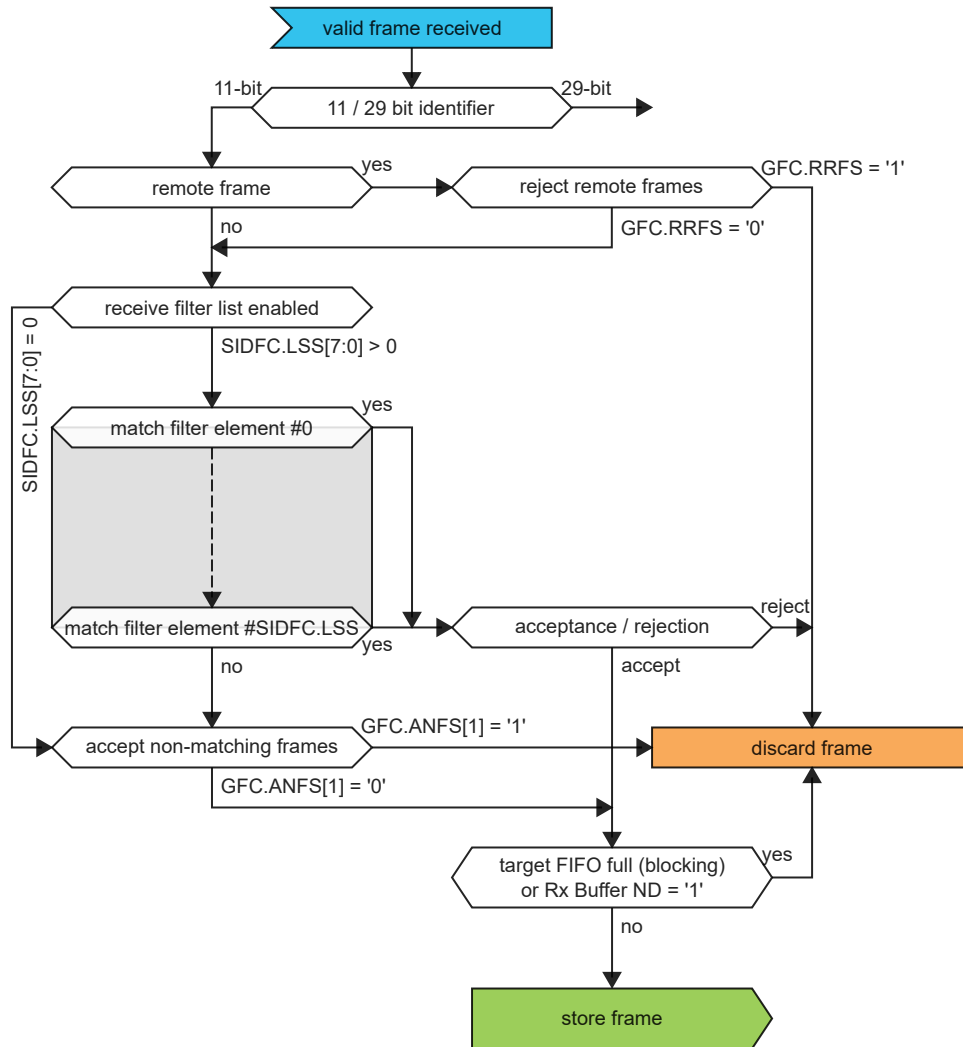 valid frame received
11-bit
29-bit
11 / 29 bit identifier
yes
GFC.RRFS = '1'
remote frame
reject remote frames
no
GFC.RRFS = '0'
receive filter list enabled
SIDFC.LSS[7:0] = 0
SIDFC.LSS[7:0] > 0
yes
match filter element #0
reject
match filter element #SIDFC.LSS
acceptance / rejection
yes
no
accept
GFC.ANFS[1] = '1'
accept non-matching frames
discard frame
GFC.ANFS[1] = '0'
yes
target FIFO full (blocking)
or Rx Buffer ND = '1'
no
store frame